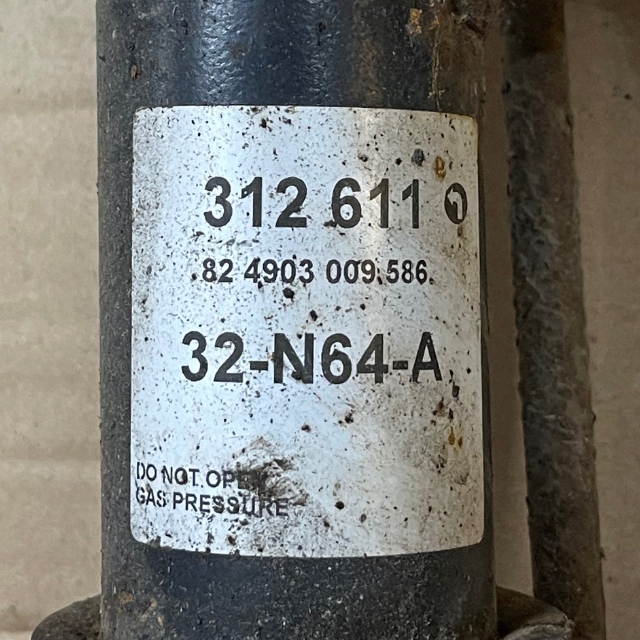 312 611
82 4903 009 586
32-N64-A
DO NOT OPEN
GAS PRESSURE